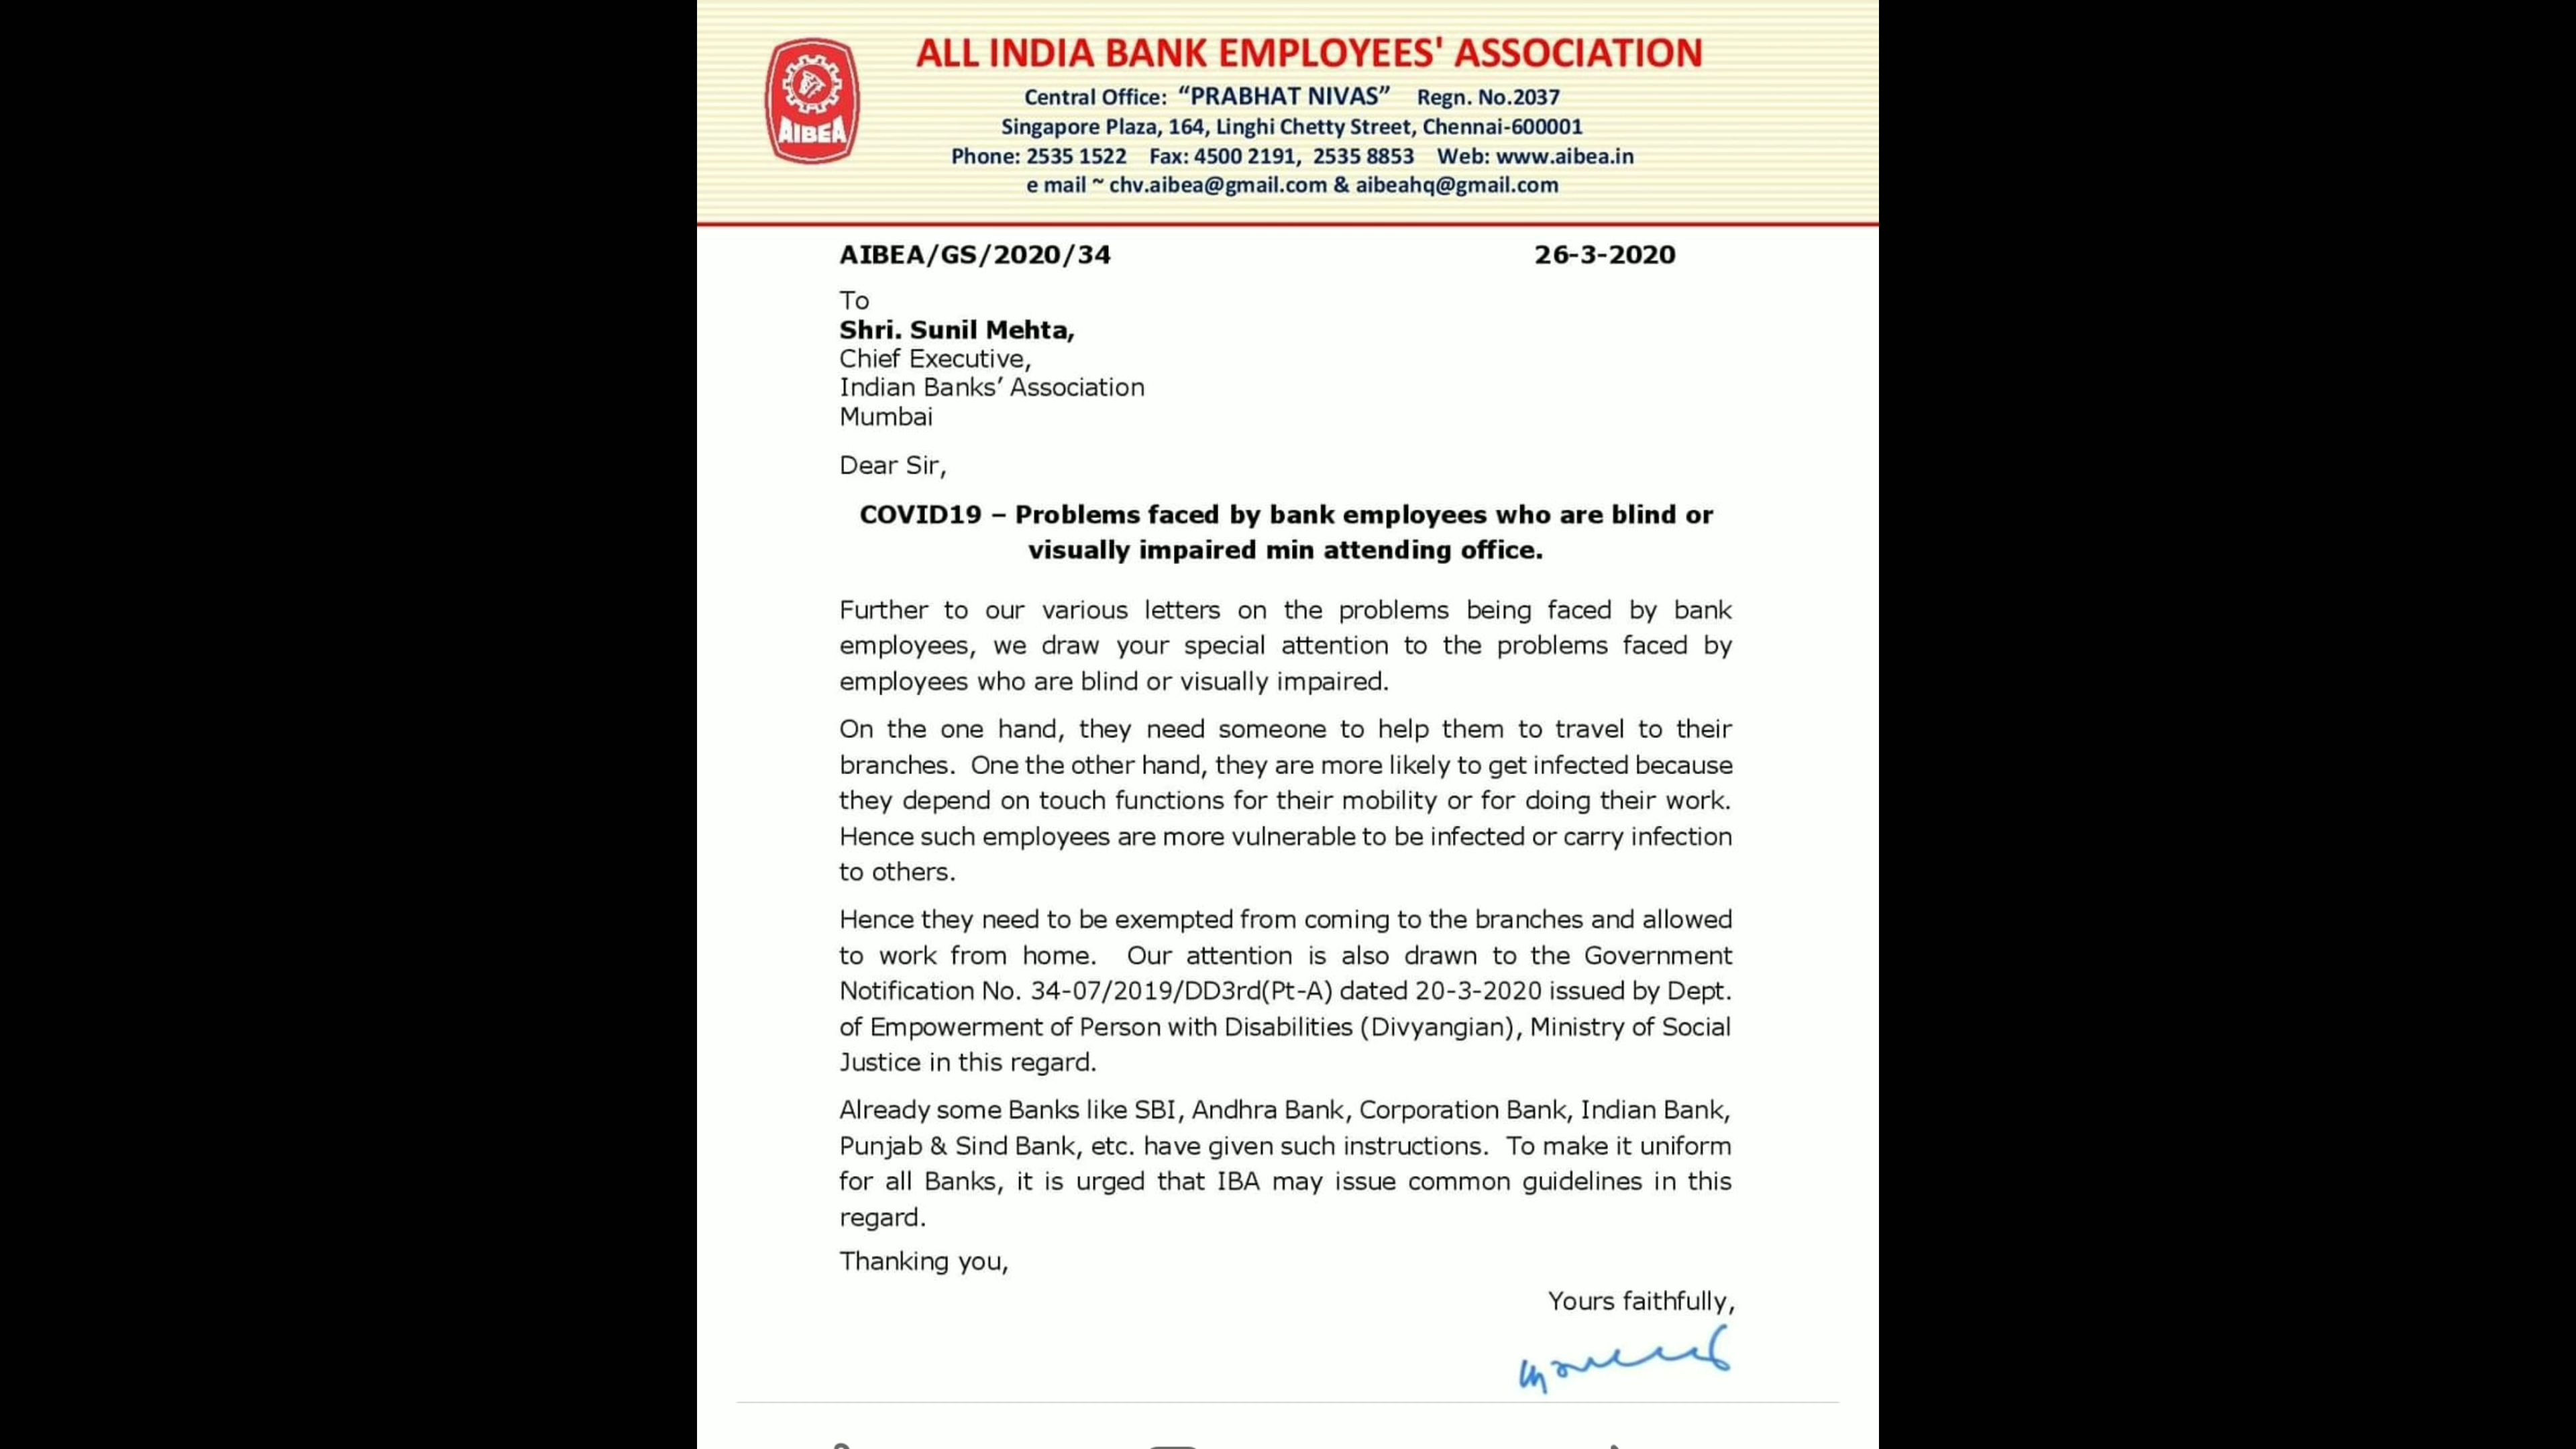 ALL INDIA BANK EMPLOYEES' ASSOCIATION
Central Office: “PRABHAT NIVAS” Regn. No.2037
Singapore Plaza, 164, Linghi Chetty Street, Chennai-600001
Phone: 2535 1522 Fax: 4500 2191, 2535 8853 Web: www.aibea.in
e mail ~ chv.aibea@gmail.com & aibeahq@gmail.com
AIBEA
AIBEA/GS/2020/34 26-3-2020
To
Shri. Sunil Mehta,
Chief Executive,
Indian Banks’ Association
Mumbai
Dear Sir,
COVID19 – Problems faced by bank employees who are blind or
visually impaired min attending office.
Further to our various letters on the problems being faced by bank
employees, we draw your special attention to the problems faced by
employees who are blind or visually impaired.
On the one hand, they need someone to help them to travel to their
branches. One the other hand, they are more likely to get infected because
they depend on touch functions for their mobility or for doing their work.
Hence such employees are more vulnerable to be infected or carry infection
to others.
Hence they need to be exempted from coming to the branches and allowed
to work from home. Our attention is also drawn to the Government
Notification No. 34-07/2019/DD3rd(Pt-A) dated 20-3-2020 issued by Dept.
of Empowerment of Person with Disabilities (Divyangian), Ministry of Social
Justice in this regard.
Already some Banks like SBI, Andhra Bank, Corporation Bank, Indian Bank,
Punjab & Sind Bank, etc. have given such instructions. To make it uniform
for all Banks, it is urged that IBA may issue common guidelines in this
regard.
Thanking you,
Yours faithfully,